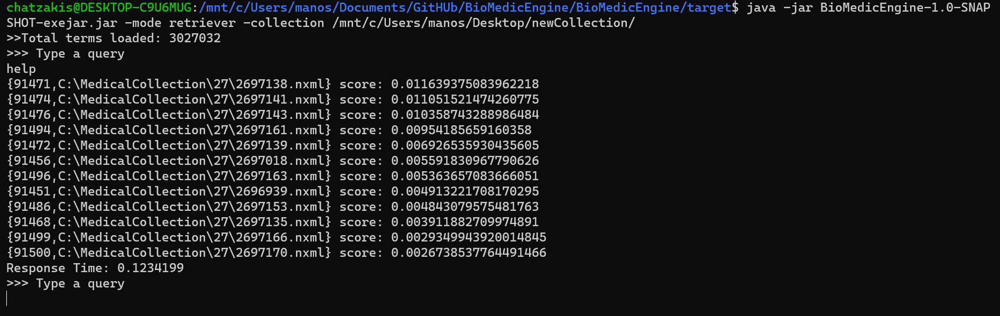 chatzakis@DESKTOP-C9U6MUG:/mnt/c/Users/manos/Documents/GitHUb/BioMedicEngine/BioMedicEngine/target$ java -jar BioMedicEngine-1.0-SNAP
SHOT-exejar.jar -mode retriever -collection /mnt/c/Users/manos/Desktop/newCollection/
>>Total terms loaded: 3027032
>>> Type a query
help
{91471,C:\MedicalCollection\27\2697138.nxml} score: 0.011639375083962218
{91474,C:\MedicalCollection\27\2697141.nxml} score: 0.011051521474260775
{91476,C:\MedicalCollection\27\2697143.nxml} score: 0.010358743288986484
{91494,C:\MedicalCollection\27\2697161.nxml} score: 0.00954185659160358
{91472,C:\MedicalCollection\27\2697139.nxml} score: 0.006926535930435605
{91456,C:\MedicalCollection\27\2697018.nxml} score: 0.005591830967790626
{91496,C:\MedicalCollection\27\2697163.nxml} score: 0.005363657083666051
{91451,C:\MedicalCollection\27\2696939.nxml} score: 0.004913221708170295
{91486,C:\MedicalCollection\27\2697153.nxml} score: 0.004843079575481763
{91468,C:\MedicalCollection\27\2697135.nxml} score: 0.003911882709974891
{91499,C:\MedicalCollection\27\2697166.nxml} score: 0.0029349943920014845
{91500,C:\MedicalCollection\27\2697170.nxml} score: 0.0026738537764491466
Response Time: 0.1234199
>>> Type a query